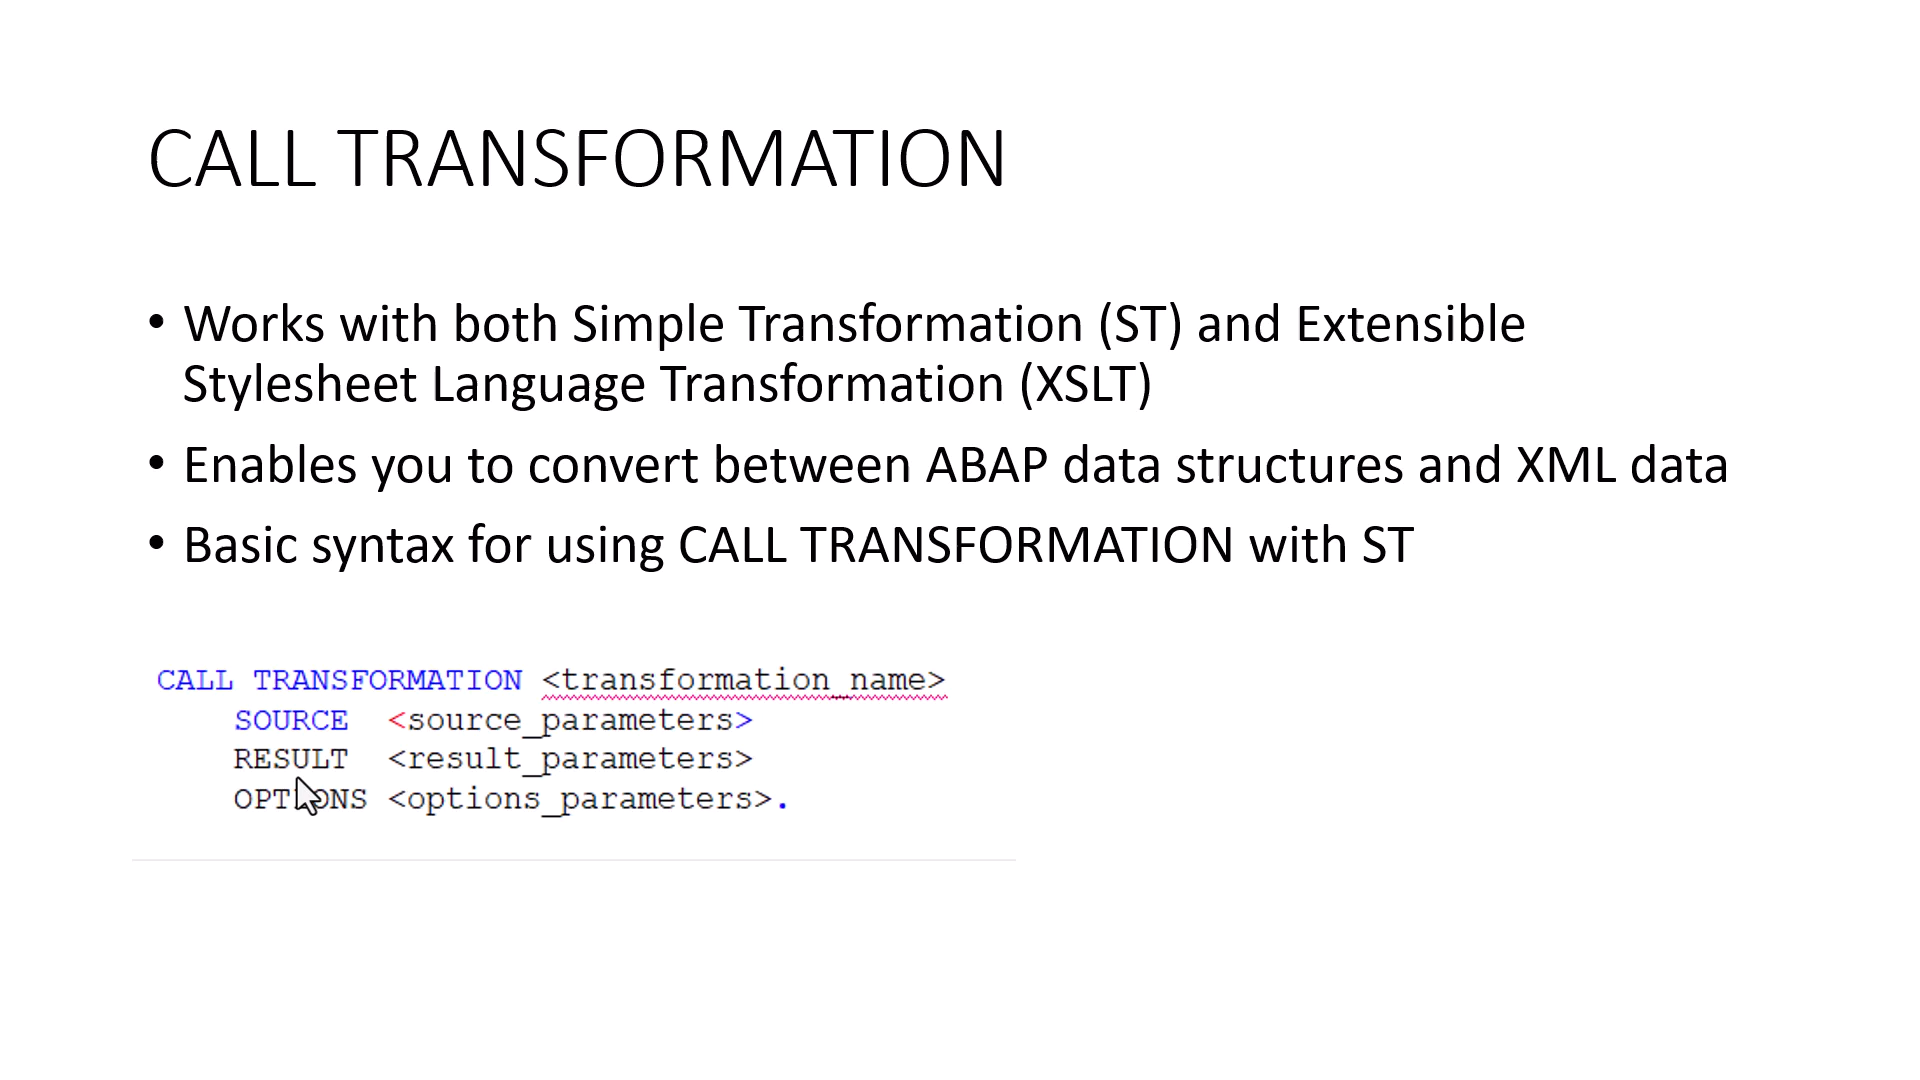 CALL TRANSFORMATION
• Works with both Simple Transformation (ST) and Extensible
Stylesheet Language Transformation (XSLT)
• Enables you to convert between ABAP data structures and XML data
• Basic syntax for using CALL TRANSFORMATION with ST
CALL TRANSFORMATION <transformation_name>
SOURCE <source_parameters>
RESULT <result_parameters>
OPTIONS <options_parameters>.